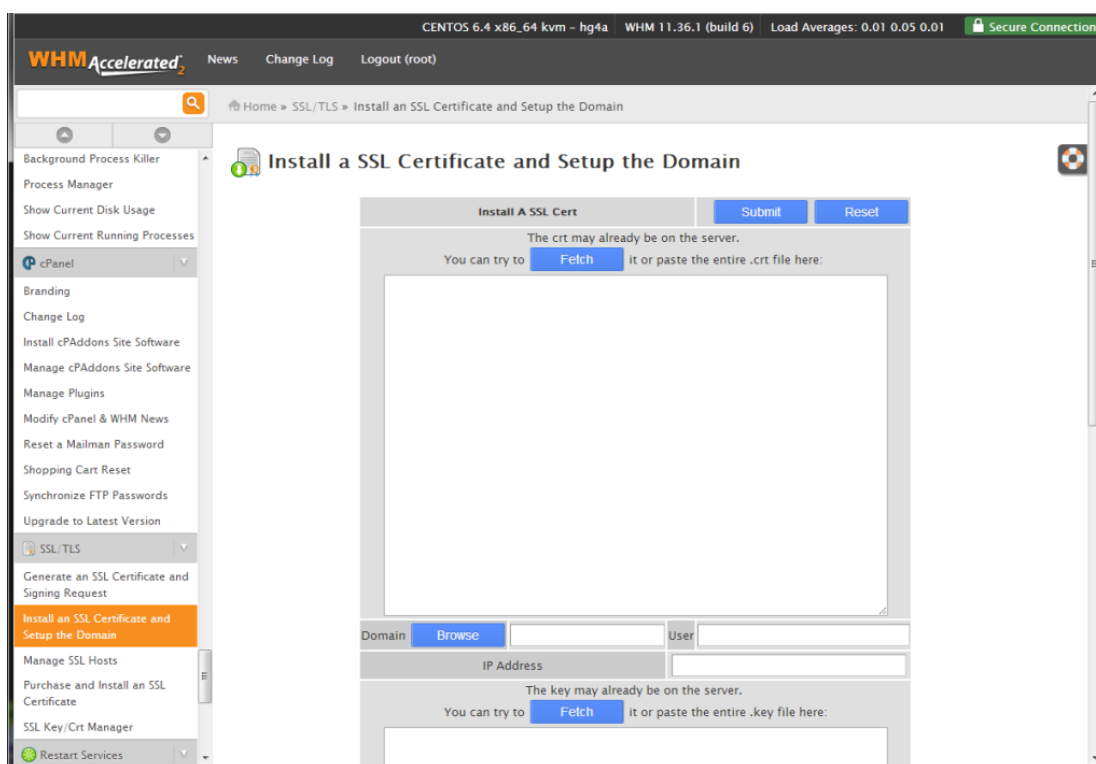 CENTOS 6.4 x86_64 kvm – hg4a WHM 11.36.1 (build 6) Load Averages: 0.01 0.05 0.01 Secure Connection
WHM Accelerated2 News Change Log Logout (root)
Home » SSL/TLS » Install an SSL Certificate and Setup the Domain
Background Process Killer
Process Manager
Show Current Disk Usage
Show Current Running Processes
cPanel
Branding
Change Log
Install cPAddons Site Software
Manage cPAddons Site Software
Manage Plugins
Modify cPanel & WHM News
Reset a Mailman Password
Shopping Cart Reset
Synchronize FTP Passwords
Upgrade to Latest Version
SSL/TLS
Generate an SSL Certificate and
Signing Request
Install an SSL Certificate and
Setup the Domain
Manage SSL Hosts
Purchase and Install an SSL
Certificate
SSL Key/Crt Manager
Restart Services
Install a SSL Certificate and Setup the Domain
Install A SSL Cert Submit Reset
The crt may already be on the server.
You can try to Fetch it or paste the entire .crt file here:
Domain Browse User
IP Address
The key may already be on the server.
You can try to Fetch it or paste the entire .key file here: